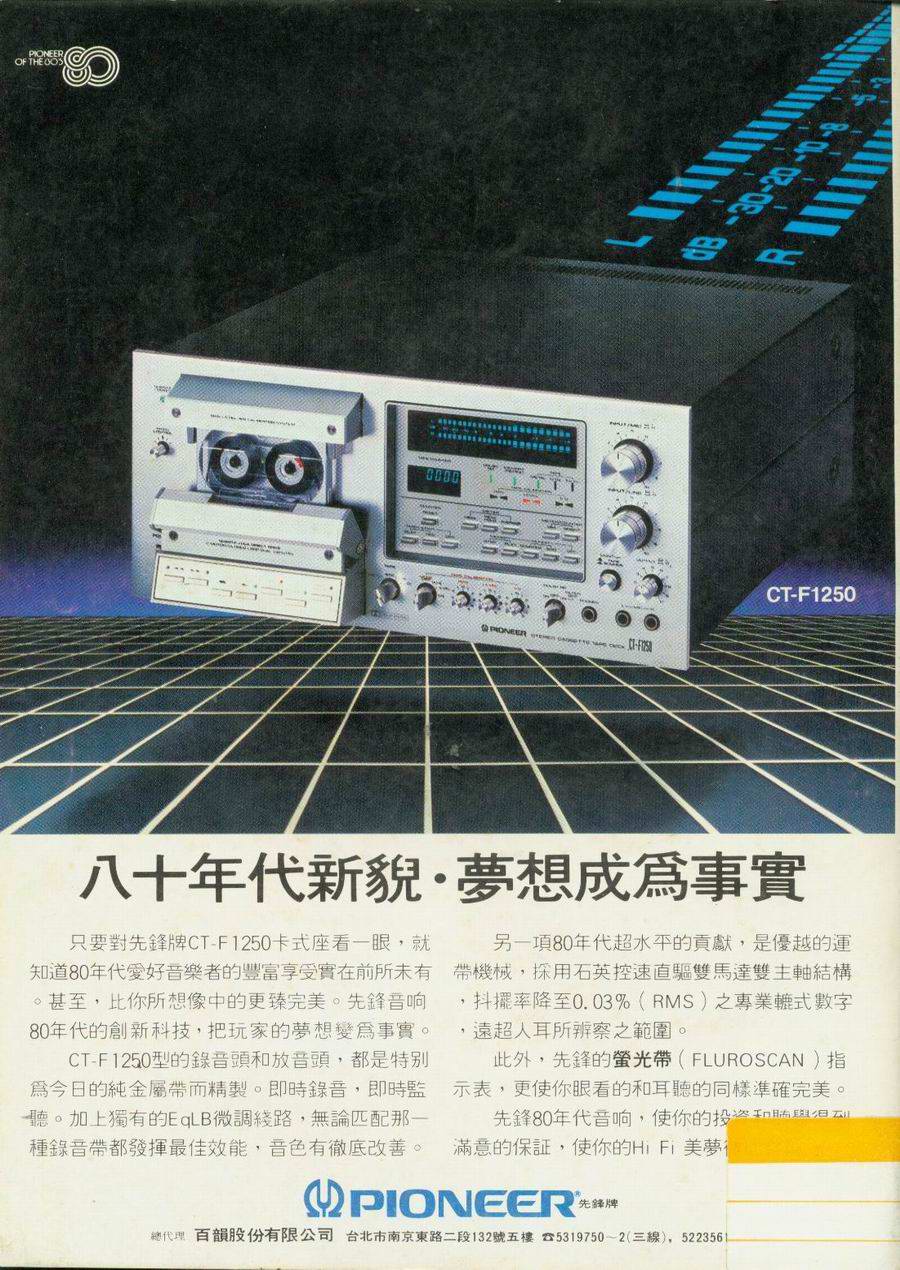 PIONEER
OF THE 80'S
80
L
dB -30 -20 -10 -8 -5 -3
R
0000
INPUT/MIC
INPUT/LINE
PIONEER STEREO CASSETTE TAPE DECK CT-F1250
CT-F1250
八十年代新貌·夢想成爲事實
只要對先鋒牌CT-F1250卡式座看一眼，就
知道80年代愛好音樂者的豐富享受實在前所未有
。甚至，比你所想像中的更臻完美。先鋒音响
80年代的創新科技，把玩家的夢想變爲事實。
CT-F1250型的錄音頭和放音頭，都是特別
爲今日的純金屬帶而精製。即時錄音，即時監
聽。加上獨有的EqLB微調綫路，無論匹配那一
種錄音帶都發揮最佳效能，音色有徹底改善。
另一項80年代超水平的貢獻，是優越的運
帶機械，採用石英控速直驅雙馬達雙主軸結構
，抖擺率降至0.03%（RMS）之專業轆式數字
，遠超人耳所辨察之範圍。
此外，先鋒的螢光帶（FLUROSCAN）指
示表，更使你眼看的和耳聽的同樣準確完美。
先鋒80年代音响，使你的投資和
滿意的保証，使你的Hi Fi 美夢
PIONEER® 先鋒牌
總代理 百韻股份有限公司 台北市南京東路二段132號五樓 ☎5319750～2(三線)，522356